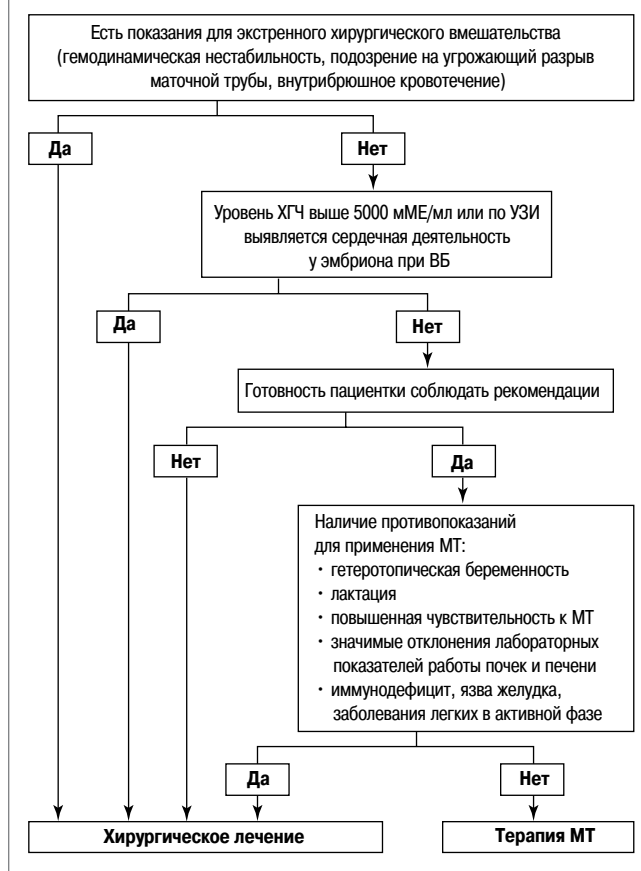 Есть показания для экстренного хирургического вмешательства
(гемодинамическая нестабильность, подозрение на угрожающий разрыв
маточной трубы, внутрибрюшное кровотечение)
Да
Нет
Уровень ХГЧ выше 5000 мМЕ/мл или по УЗИ
выявляется сердечная деятельность
у эмбриона при ВБ
Да
Нет
Готовность пациентки соблюдать рекомендации
Нет
Да
Наличие противопоказаний
для применения МТ:
· гетеротопическая беременность
· лактация
· повышенная чувствительность к МТ
· значимые отклонения лабораторных
показателей работы почек и печени
· иммунодефицит, язва желудка,
заболевания легких в активной фазе
Да
Нет
Хирургическое лечение
Терапия МТ